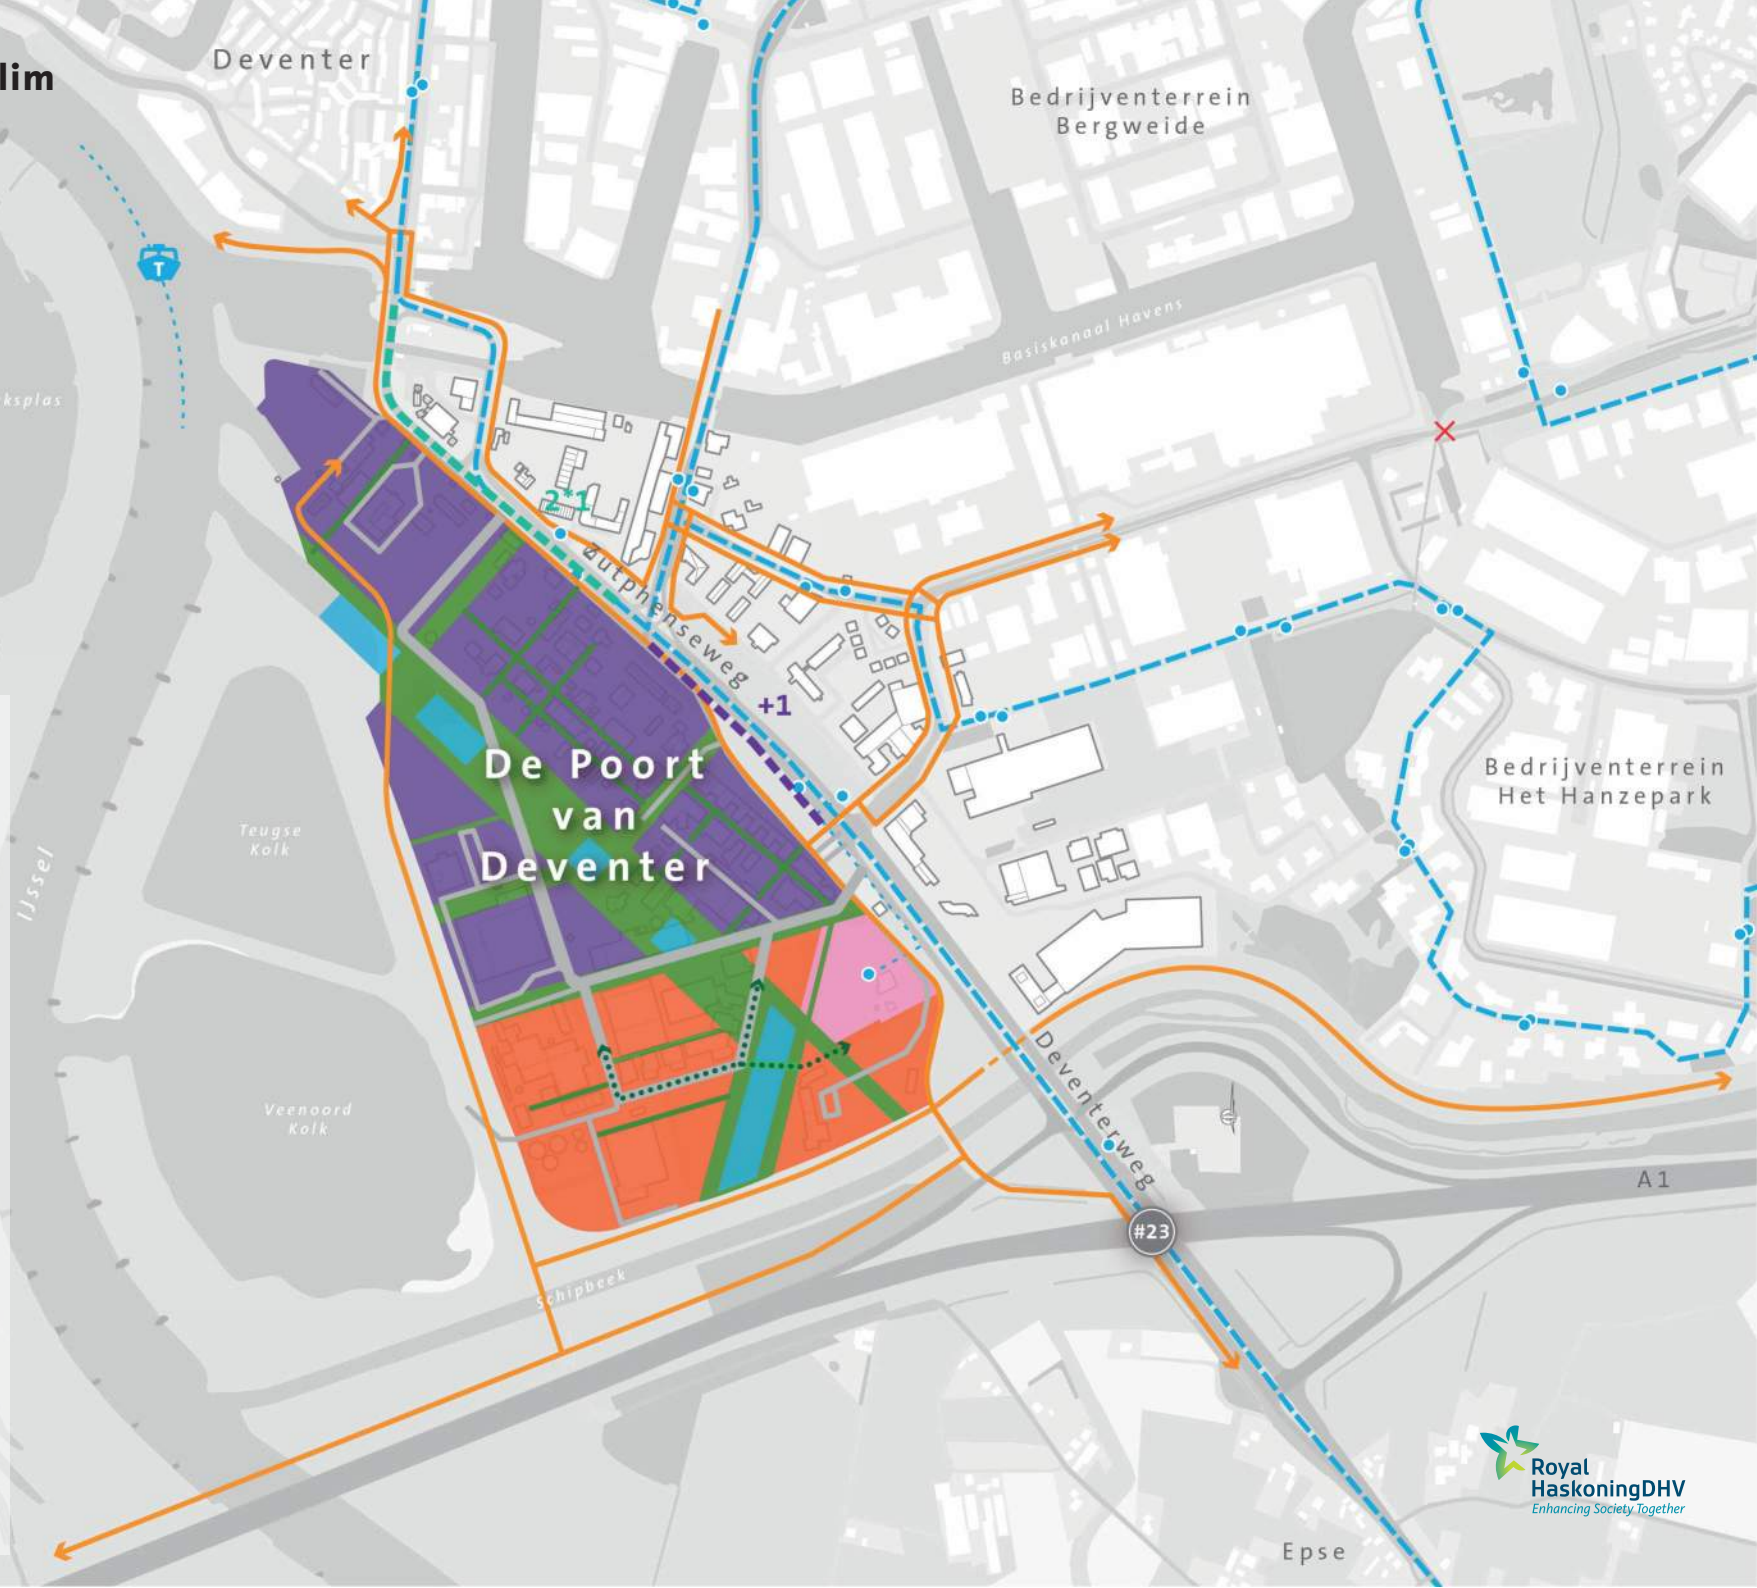 lim
Deventer
Bedrijventerrein
Bergweide
T
Basiskanaal Havens
ksplas
2*1
Zutphenseweg
+1
De Poort
van
Deventer
Bedrijventerrein
Het Hanzepark
Teugse
Kolk
IJssel
Deventerweg
Veenoord
Kolk
A1
#23
Schipbeek
Royal
HaskoningDHV
Enhancing Society Together
Epse